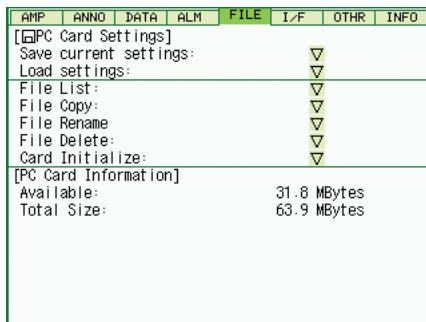 AMP ANNO DATA ALM FILE I/F OTHR INFO
[PC Card Settings]
Save current settings:
Load settings:
File List:
File Copy:
File Rename
File Delete:
Card Initialize:
[PC Card Information]
Available: 31.8 MBytes
Total Size: 63.9 MBytes